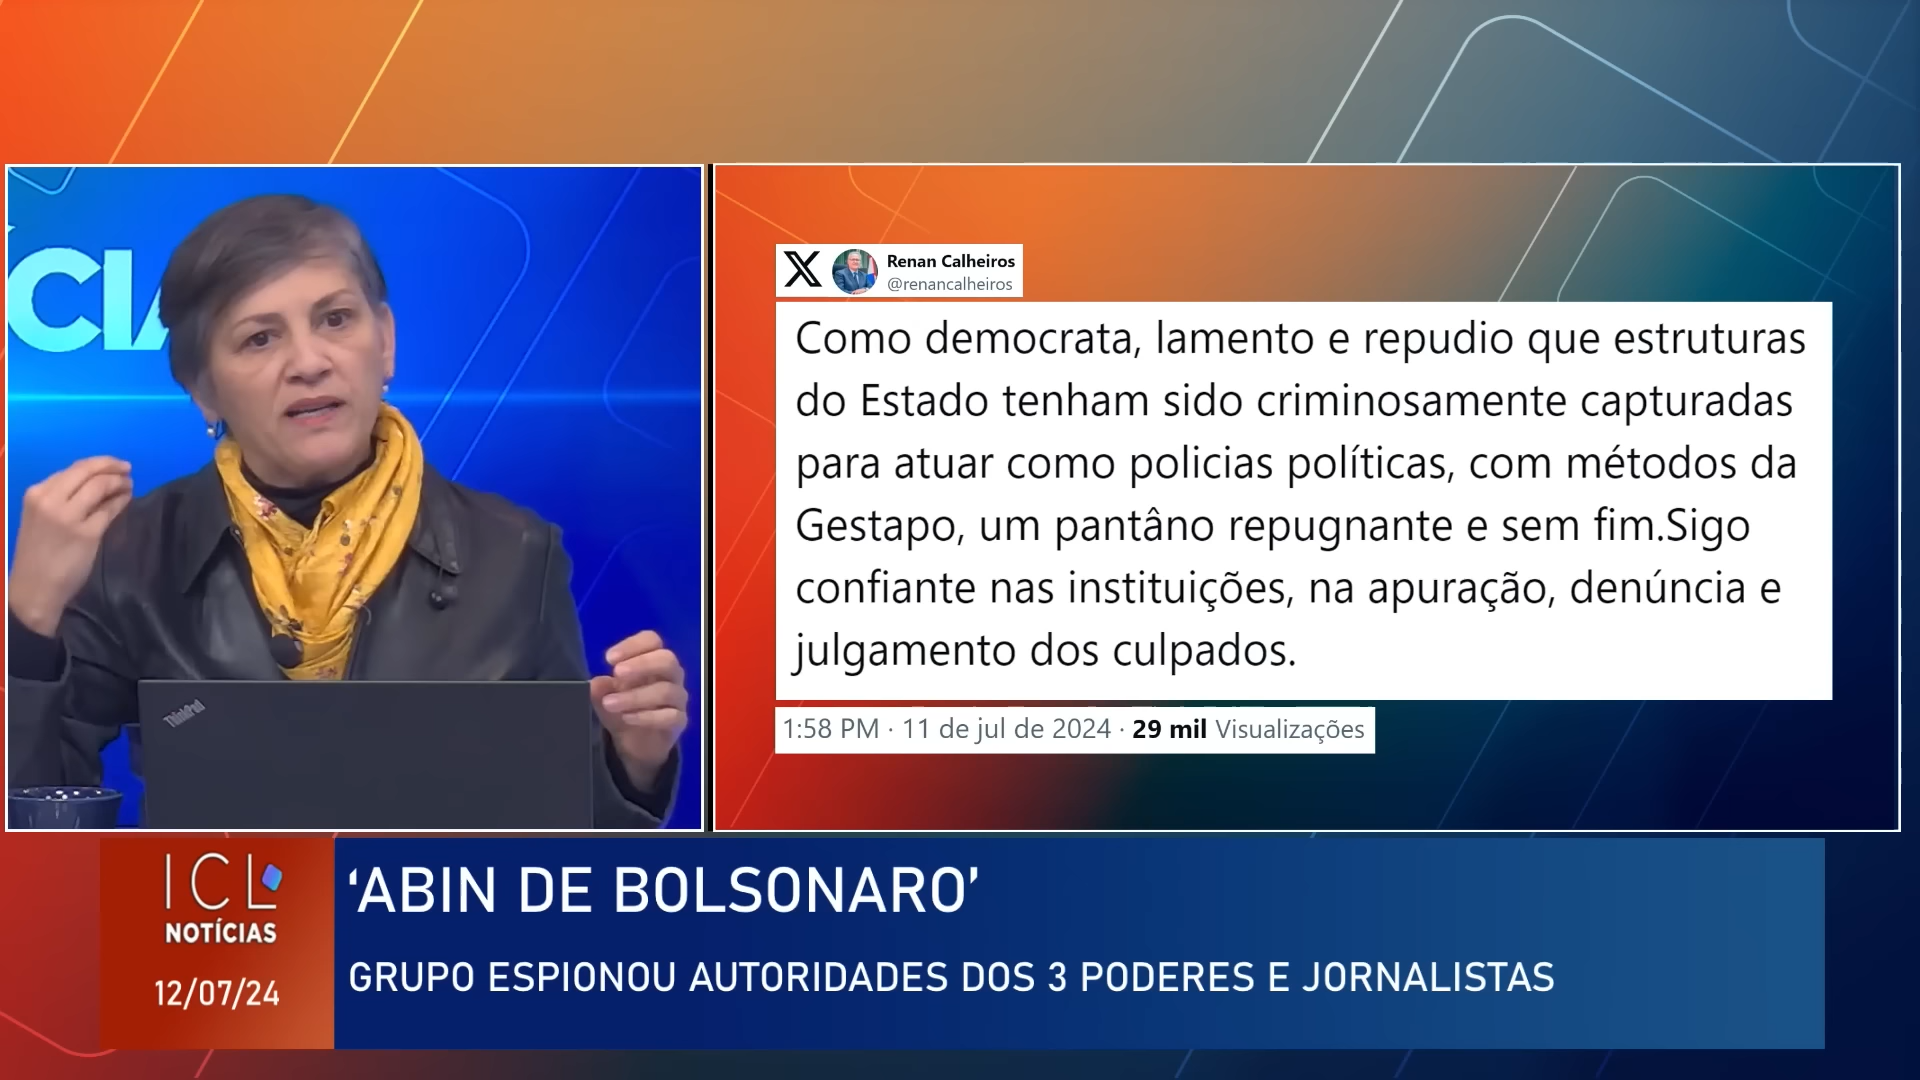 CIA
Renan Calheiros
@renancalheiros
Como democrata, lamento e repudio que estruturas
do Estado tenham sido criminosamente capturadas
para atuar como policias políticas, com métodos da
Gestapo, um pantâno repugnante e sem fim.Sigo
confiante nas instituições, na apuração, denúncia e
julgamento dos culpados.
1:58 PM · 11 de jul de 2024 · 29 mil Visualizações
ThinkPad
ICL
NOTÍCIAS
12/07/24
‘ABIN DE BOLSONARO’
GRUPO ESPIONOU AUTORIDADES DOS 3 PODERES E JORNALISTAS